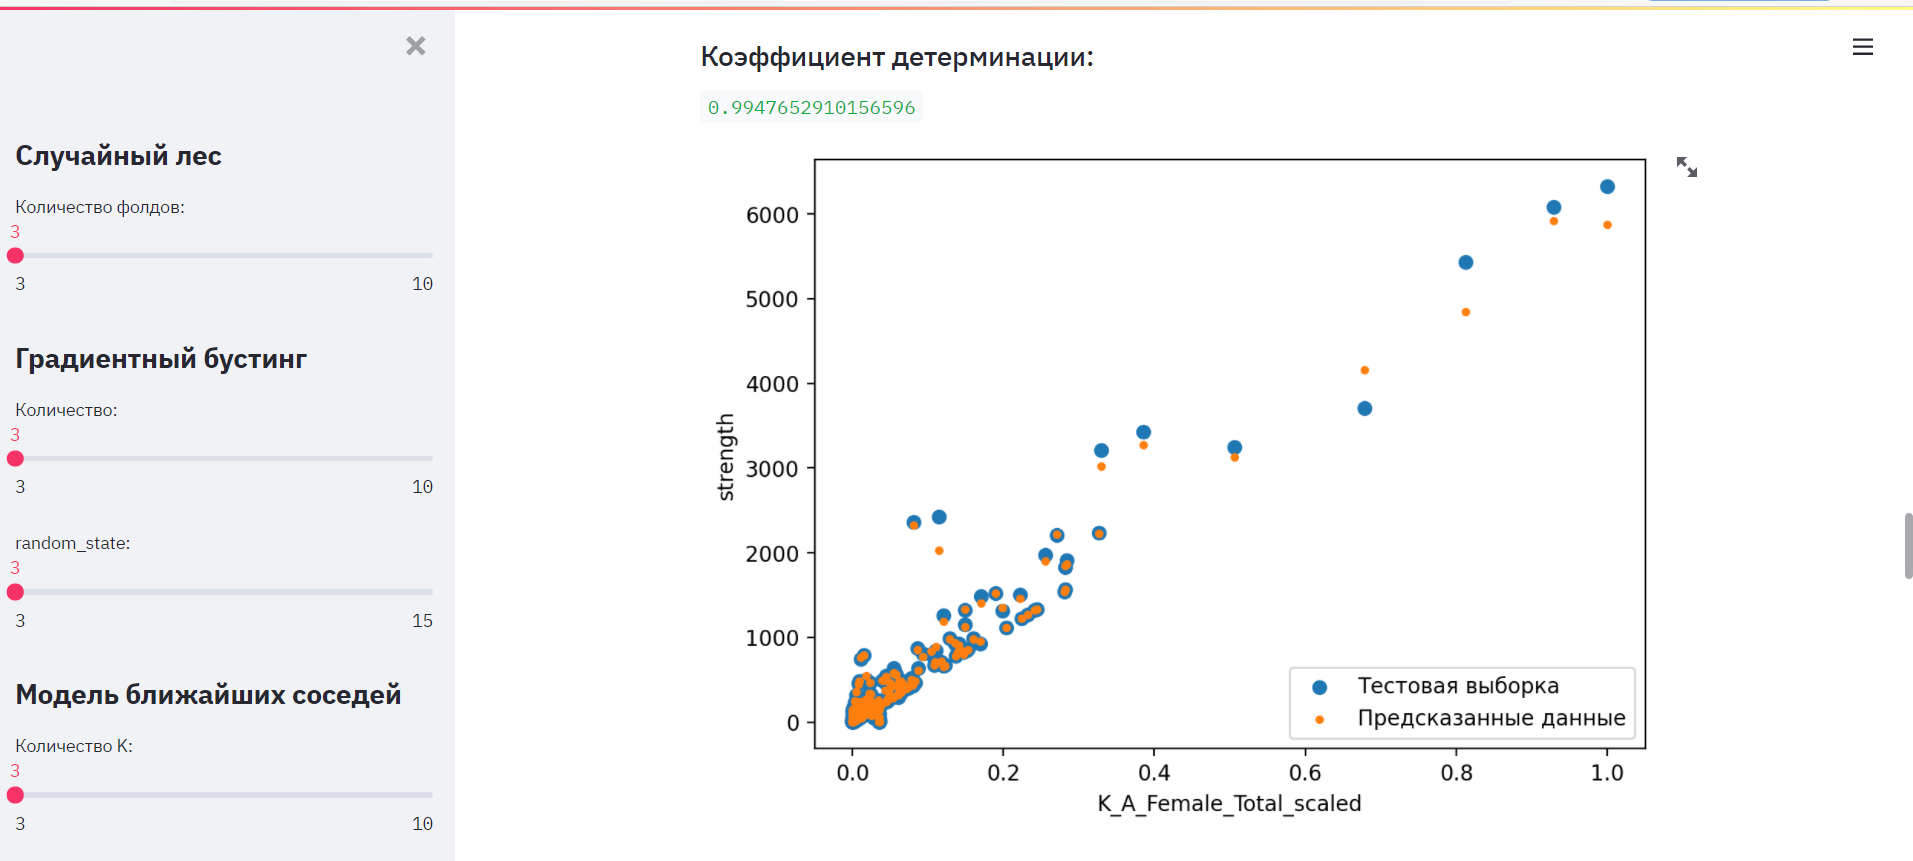 Случайный лес
Количество фолдов:
3
3 10
Градиентный бустинг
Количество:
3
3 10
random_state:
3
3 15
Модель ближайших соседей
Количество K:
3
3 10
Коэффициент детерминации:
0.9947652910156596
6000
5000
4000
3000
2000
1000
0
strength
0.0 0.2 0.4 0.6 0.8 1.0
K_A_Female_Total_scaled
Тестовая выборка
Предсказанные данные